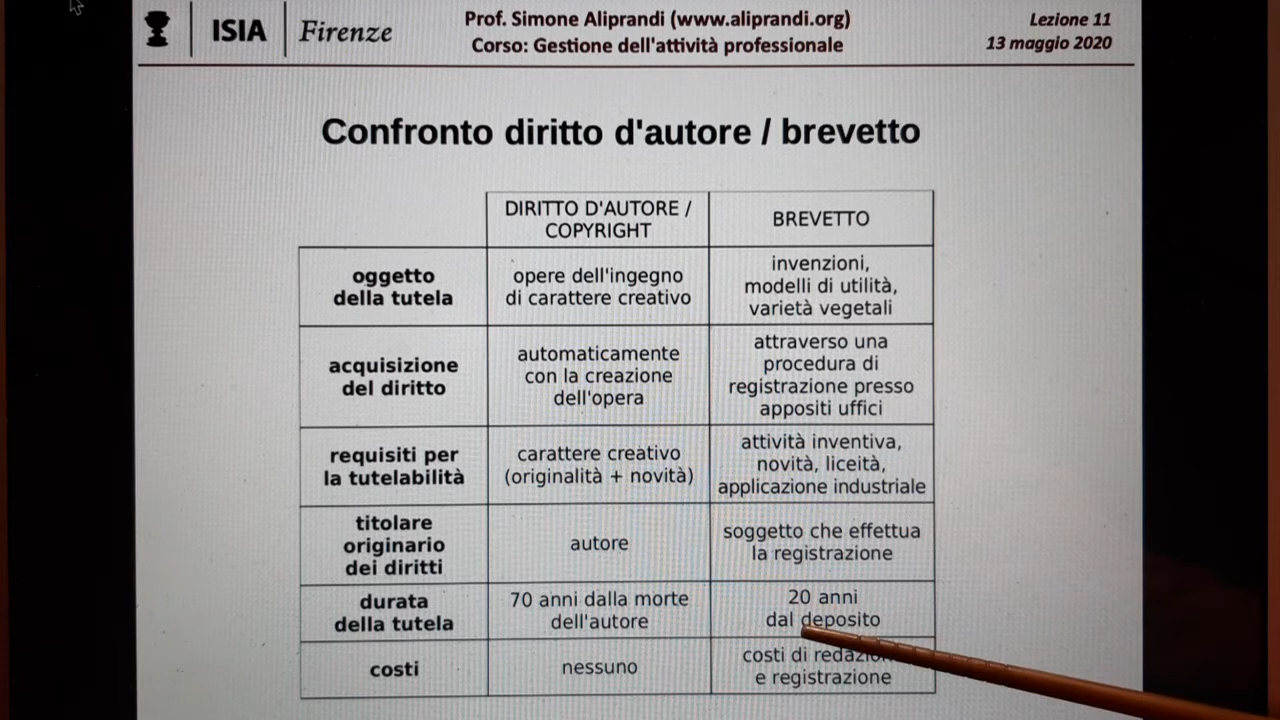 ISIA Firenze
Prof. Simone Aliprandi (www.aliprandi.org)
Corso: Gestione dell'attività professionale
Lezione 11
13 maggio 2020
Confronto diritto d'autore / brevetto
DIRITTO D'AUTORE /
COPYRIGHT
BREVETTO
oggetto
della tutela
opere dell'ingegno
di carattere creativo
invenzioni,
modelli di utilità,
varietà vegetali
acquisizione
del diritto
automaticamente
con la creazione
dell'opera
attraverso una
procedura di
registrazione presso
appositi uffici
requisiti per
la tutelabilità
carattere creativo
(originalità + novità)
attività inventiva,
novità, liceità,
applicazione industriale
titolare
originario
dei diritti
autore
soggetto che effettua
la registrazione
durata
della tutela
70 anni dalla morte
dell'autore
20 anni
dal deposito
costi
nessuno
costi di
e registrazione